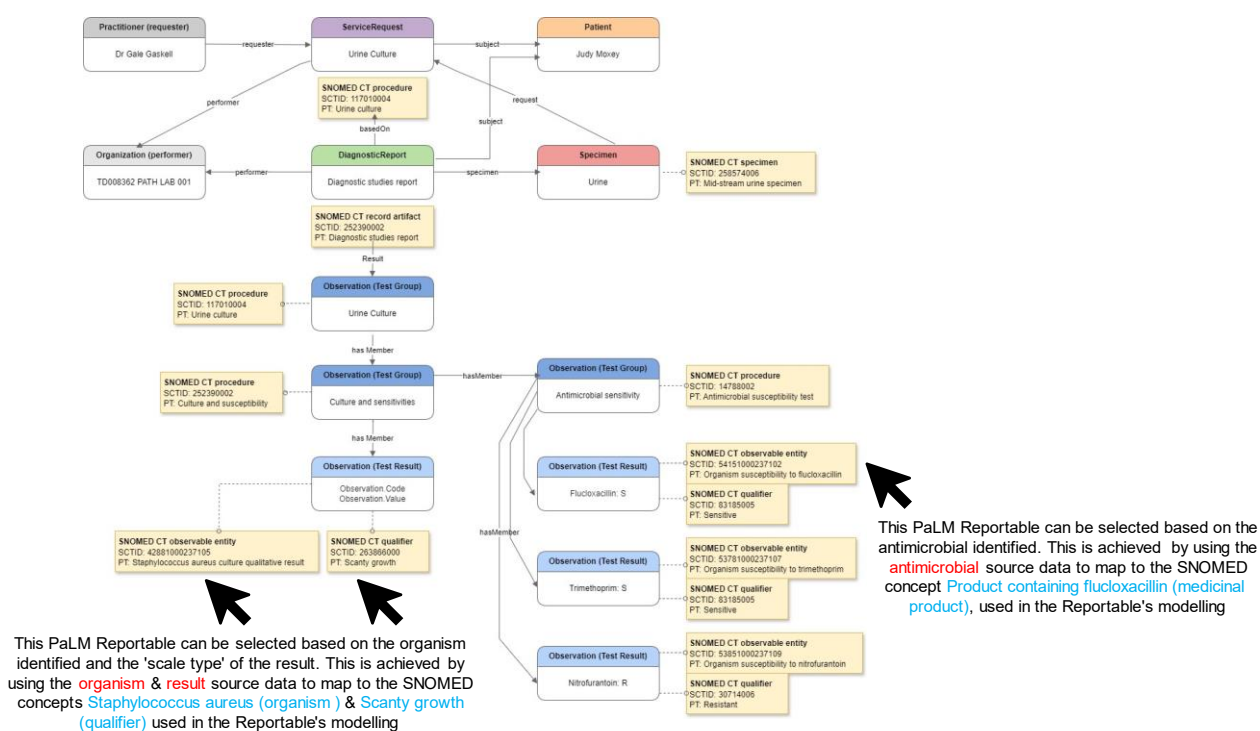 Practitioner (requester)
Dr Gale Gaskell
requester
ServiceRequest
Urine Culture
subject
Patient
Judy Moxey
SNOMED CT procedure
SCTID: 117010004
PT: Urine culture
performer
basedOn
subject
request
Organization (performer)
TD008362 PATH LAB 001
performer
DiagnosticReport
Diagnostic studies report
specimen
Specimen
Urine
SNOMED CT specimen
SCTID: 258574006
PT: Mid-stream urine specimen
SNOMED CT record artifact
SCTID: 252390002
PT: Diagnostic studies report
Result
SNOMED CT procedure
SCTID: 117010004
PT: Urine culture
Observation (Test Group)
Urine Culture
has Member
SNOMED CT procedure
SCTID: 252390002
PT: Culture and susceptibility
Observation (Test Group)
Culture and sensitivities
hasMember
Observation (Test Group)
Antimicrobial sensitivity
SNOMED CT procedure
SCTID: 14788002
PT: Antimicrobial susceptibility test
has Member
Observation (Test Result)
Observation.Code
Observation.Value
SNOMED CT observable entity
SCTID: 42881000237105
PT: Staphylococcus aureus culture qualitative result
SNOMED CT qualifier
SCTID: 263866000
PT: Scanty growth
hasMember
Observation (Test Result)
Flucloxacillin: S
SNOMED CT observable entity
SCTID: 54151000237102
PT: Organism susceptibility to flucloxacillin
SNOMED CT qualifier
SCTID: 83185005
PT: Sensitive
Observation (Test Result)
Trimethoprim: S
SNOMED CT observable entity
SCTID: 53781000237107
PT: Organism susceptibility to trimethoprim
SNOMED CT qualifier
SCTID: 83185005
PT: Sensitive
Observation (Test Result)
Nitrofurantoin: R
SNOMED CT observable entity
SCTID: 53851000237109
PT: Organism susceptibility to nitrofurantoin
SNOMED CT qualifier
SCTID: 30714006
PT: Resistant
This PaLM Reportable can be selected based on the
antimicrobial identified. This is achieved by using the
antimicrobial source data to map to the SNOMED
concept Product containing flucloxacillin (medicinal
product), used in the Reportable's modelling
This PaLM Reportable can be selected based on the organism
identified and the 'scale type' of the result. This is achieved by
using the organism & result source data to map to the SNOMED
concepts Staphylococcus aureus (organism ) & Scanty growth
(qualifier) used in the Reportable's modelling